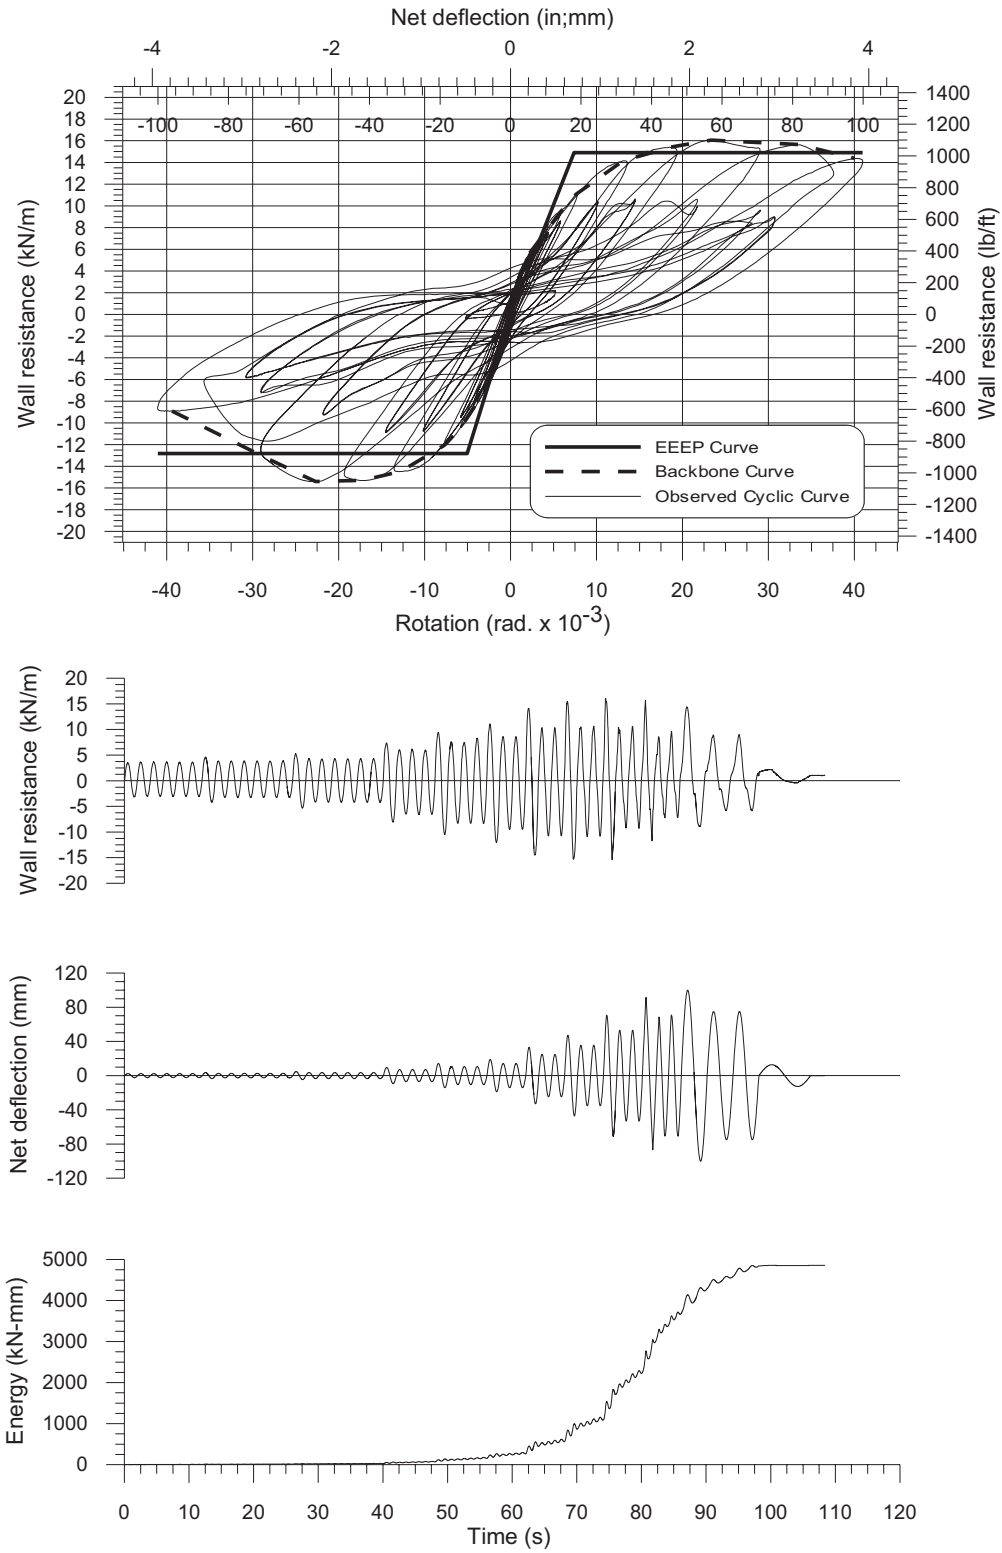 Net deflection (in;mm)
-4 -2 0 2 4
20 1400
18 -100 -80 -60 -40 -20 0 20 40 60 80 100 1200
16
14 1000
12 800
10
8 600
6 400
4
2 200
0 0
-2 -200
-4
-6 -400
-8 -600
-10
-12 -800
-14 -1000
-16
-18 -1200
-20 -1400
Wall resistance (kN/m)
Wall resistance (lb/ft)
EEEP Curve
Backbone Curve
Observed Cyclic Curve
-40 -30 -20 -10 0 10 20 30 40
Rotation (rad. x 10-3)
Wall resistance (kN/m)
20
15
10
5
0
-5
-10
-15
-20
Net deflection (mm)
120
80
40
0
-40
-80
-120
Energy (kN-mm)
5000
4000
3000
2000
1000
0
0 10 20 30 40 50 60 70 80 90 100 110 120
Time (s)